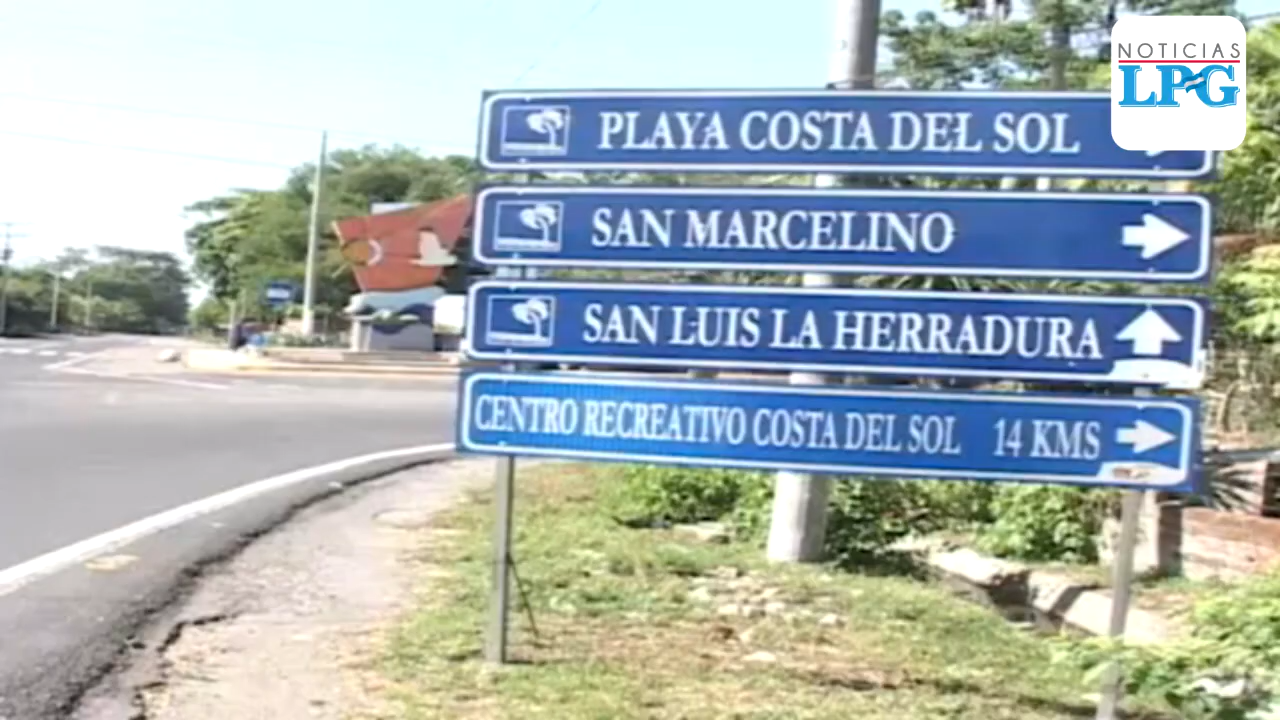 NOTICIAS
LPG
PLAYA COSTA DEL SOL
SAN MARCELINO
SAN LUIS LA HERRADURA
CENTRO RECREATIVO COSTA DEL SOL 14 KMS